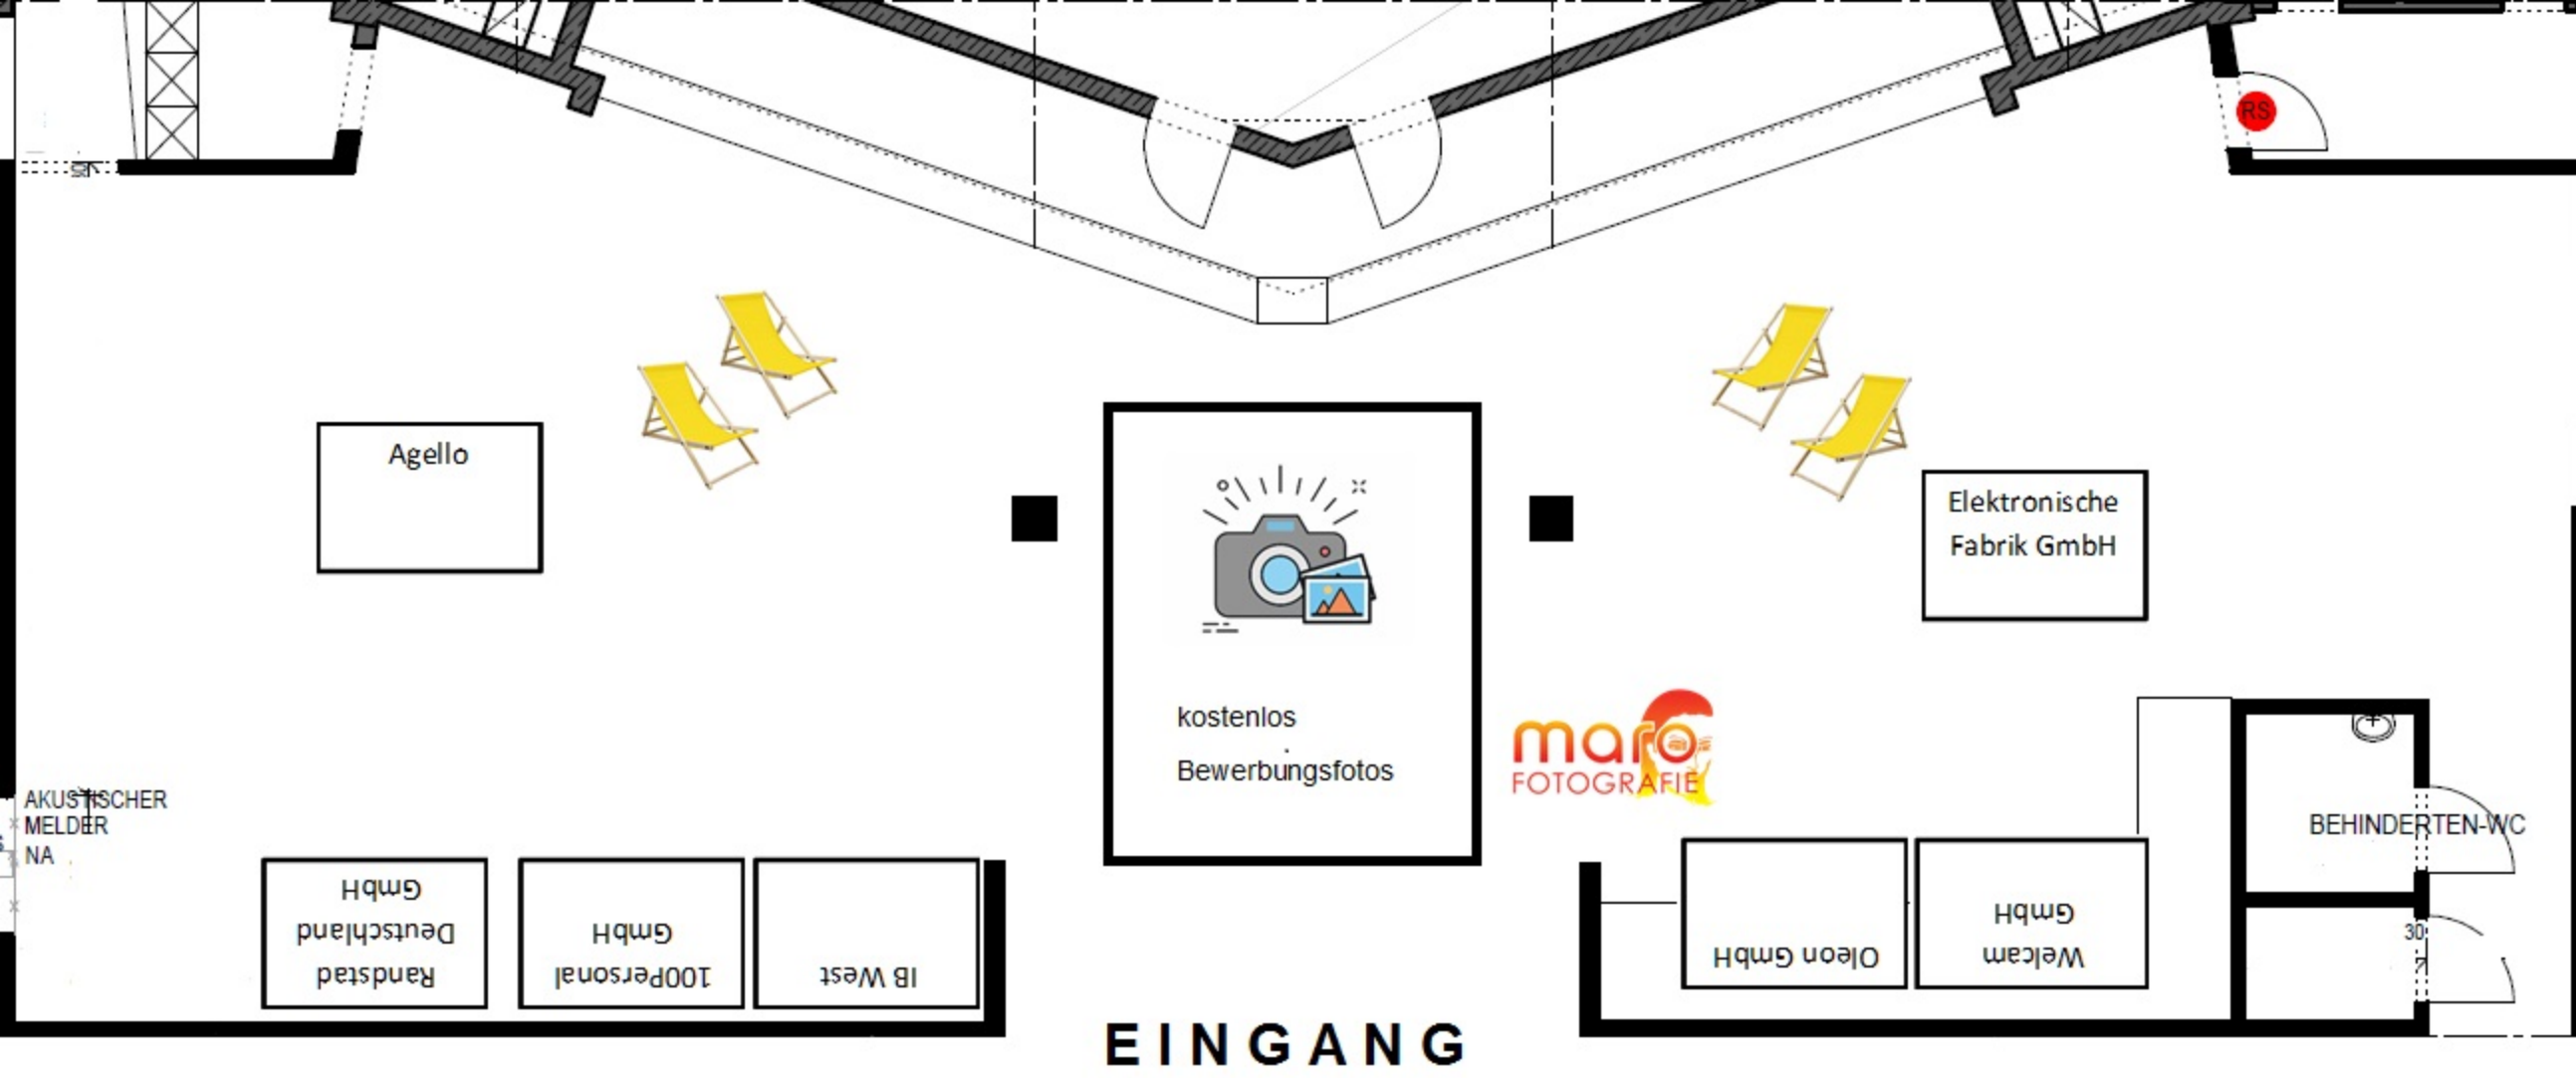 RS
Agello
Elektronische
Fabrik GmbH
kostenlos
Bewerbungsfotos
maro
FOTOGRAFIE
AKUSTISCHER
MELDER
NA
BEHINDERTEN-WC
Randstad
Deutschland
GmbH
100Personal
GmbH
IB West
Oleon GmbH
Welcam
GmbH
30
EINGANG